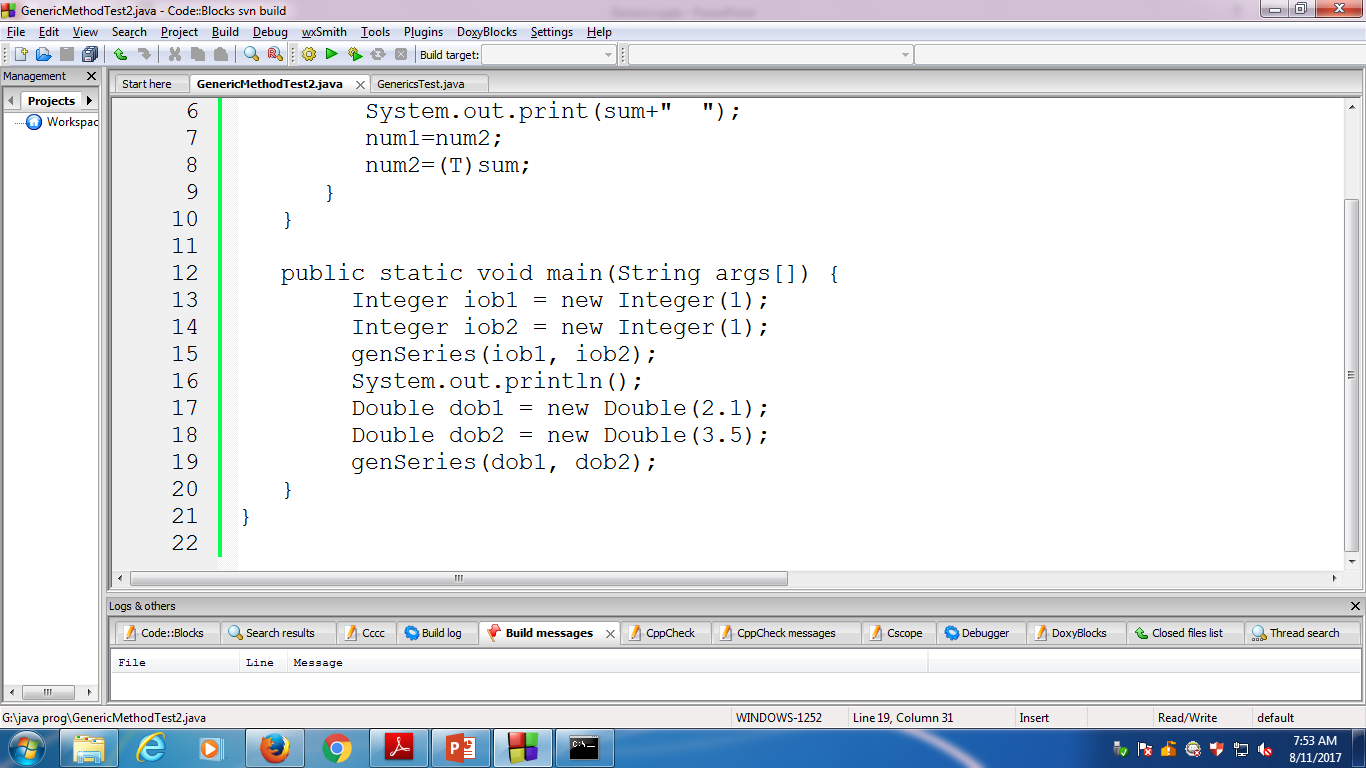 GenericMethodTest2.java - Code::Blocks svn build
File Edit View Search Project Build Debug wxSmith Tools Plugins DoxyBlocks Settings Help
Build target:
Management
Projects
Workspac
Start here GenericMethodTest2.java GenericsTest.java
6 System.out.print(sum+"  ");
7 num1=num2;
8 num2=(T)sum;
9 }
10 }
11
12 public static void main(String args[]) {
13 Integer iob1 = new Integer(1);
14 Integer iob2 = new Integer(1);
15 genSeries(iob1, iob2);
16 System.out.println();
17 Double dob1 = new Double(2.1);
18 Double dob2 = new Double(3.5);
19 genSeries(dob1, dob2);
20 }
21 }
22
Logs & others
Code::Blocks Search results Cccc Build log Build messages CppCheck CppCheck messages Cscope Debugger DoxyBlocks Closed files list Thread search
File Line Message
G:\java prog\GenericMethodTest2.java WINDOWS-1252 Line 19, Column 31 Insert Read/Write default
7:53 AM
8/11/2017